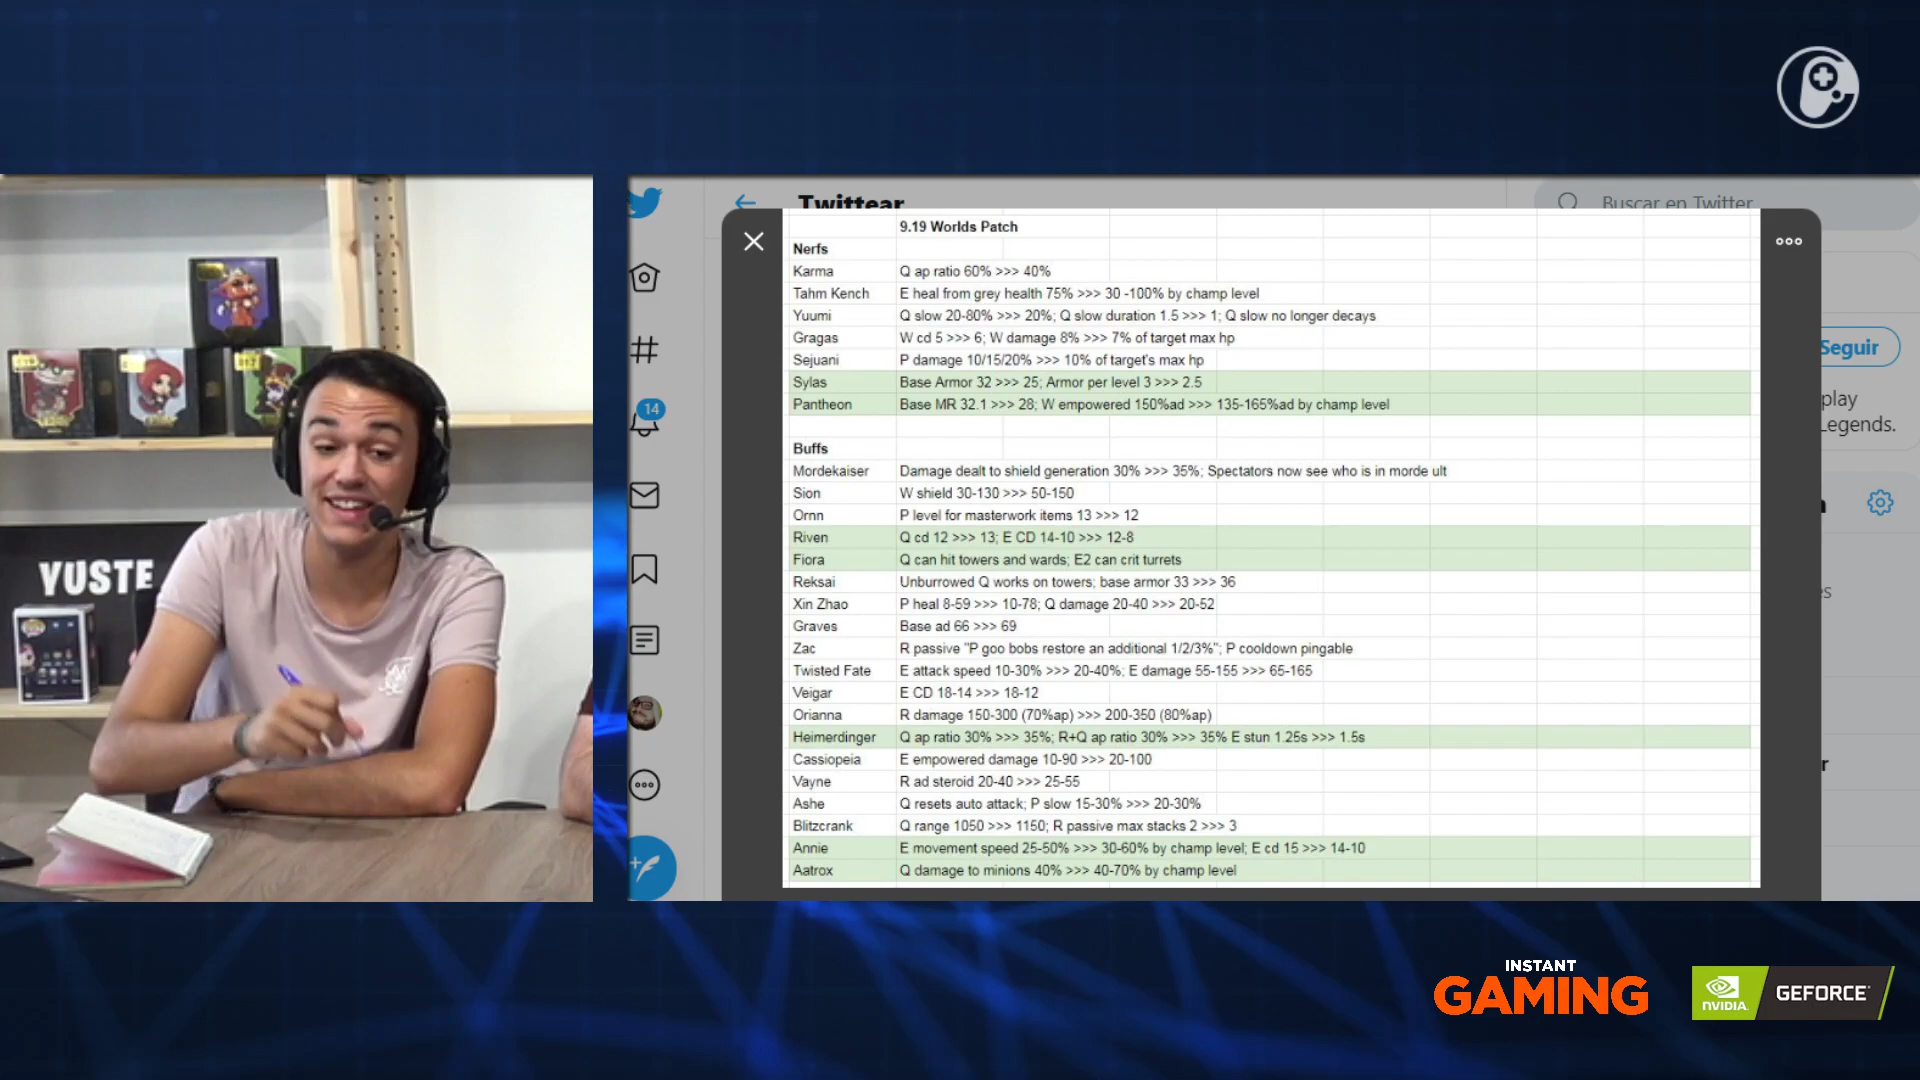 Twittear
Buscar en Twitter
14
Seguir
play
Legends.
YUSTE
9.19 Worlds Patch
Nerfs
Karma Q ap ratio 60% >>> 40%
Tahm Kench E heal from grey health 75% >>> 30 -100% by champ level
Yuumi Q slow 20-80% >>> 20%; Q slow duration 1.5 >>> 1; Q slow no longer decays
Gragas W cd 5 >>> 6; W damage 8% >>> 7% of target max hp
Sejuani P damage 10/15/20% >>> 10% of target's max hp
Sylas Base Armor 32 >>> 25; Armor per level 3 >>> 2.5
Pantheon Base MR 32.1 >>> 28; W empowered 150%ad >>> 135-165%ad by champ level
Buffs
Mordekaiser Damage dealt to shield generation 30% >>> 35%; Spectators now see who is in morde ult
Sion W shield 30-130 >>> 50-150
Ornn P level for masterwork items 13 >>> 12
Riven Q cd 12 >>> 13; E CD 14-10 >>> 12-8
Fiora Q can hit towers and wards; E2 can crit turrets
Reksai Unburrowed Q works on towers; base armor 33 >>> 36
Xin Zhao P heal 8-59 >>> 10-78; Q damage 20-40 >>> 20-52
Graves Base ad 66 >>> 69
Zac R passive "P goo bobs restore an additional 1/2/3%"; P cooldown pingable
Twisted Fate E attack speed 10-30% >>> 20-40%; E damage 55-155 >>> 65-165
Veigar E CD 18-14 >>> 18-12
Orianna R damage 150-300 (70%ap) >>> 200-350 (80%ap)
Heimerdinger Q ap ratio 30% >>> 35%; R+Q ap ratio 30% >>> 35% E stun 1.25s >>> 1.5s
Cassiopeia E empowered damage 10-90 >>> 20-100
Vayne R ad steroid 20-40 >>> 25-55
Ashe Q resets auto attack; P slow 15-30% >>> 20-30%
Blitzcrank Q range 1050 >>> 1150; R passive max stacks 2 >>> 3
Annie E movement speed 25-50% >>> 30-60% by champ level; E cd 15 >>> 14-10
Aatrox Q damage to minions 40% >>> 40-70% by champ level
INSTANT
GAMING
NVIDIA.
GEFORCE